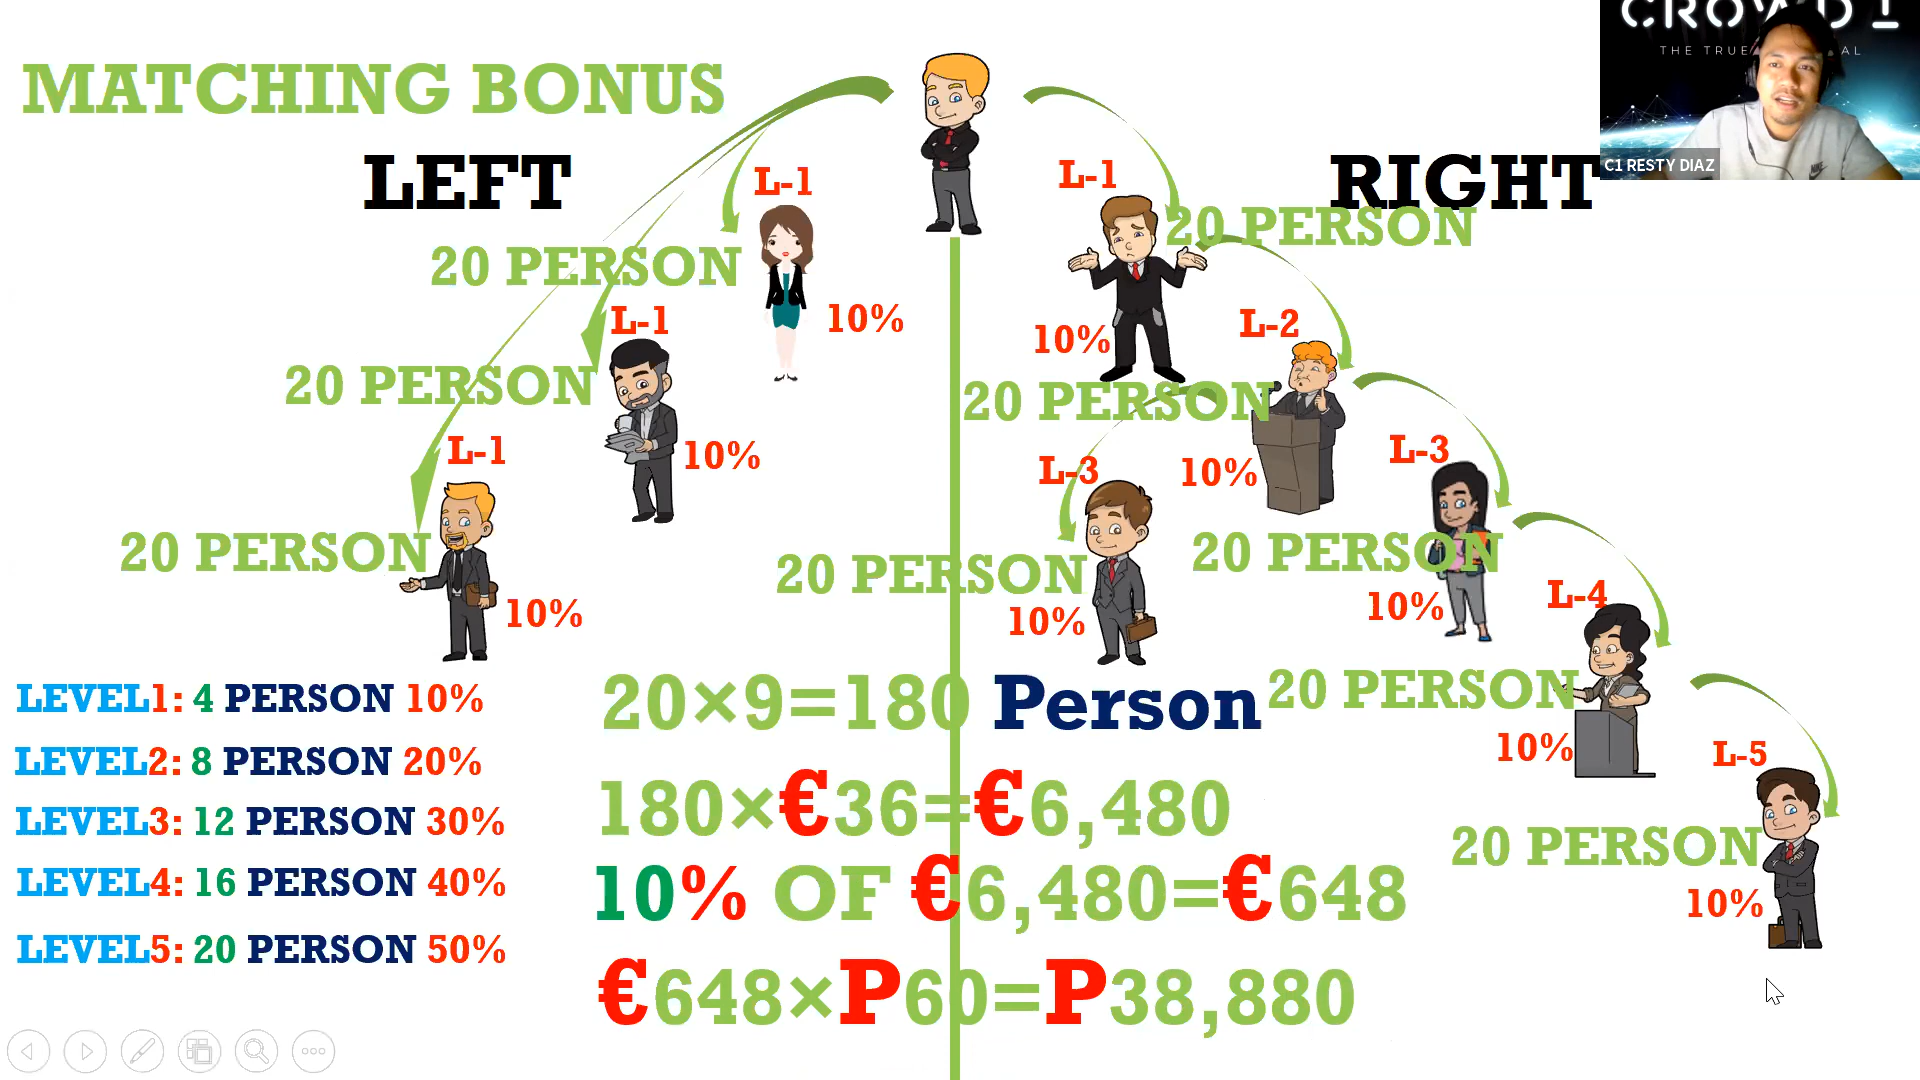 MATCHING BONUS
CROWD1
THE TRUE AL
C1 RESTY DIAZ
LEFT
RIGHT
L-1
20 PERSON
10%
L-1
20 PERSON
10%
L-1
20 PERSON
10%
L-1
20 PERSON
10%
L-2
20 PERSON
10%
L-3
20 PERSON
10%
L-3
20 PERSON
10%
L-4
20 PERSON
10%
L-5
20 PERSON
10%
LEVEL1: 4 PERSON 10%
LEVEL2: 8 PERSON 20%
LEVEL3: 12 PERSON 30%
LEVEL4: 16 PERSON 40%
LEVEL5: 20 PERSON 50%
20×9=180 Person
180×€36=€6,480
10% OF €6,480=€648
€648×P60=P38,880